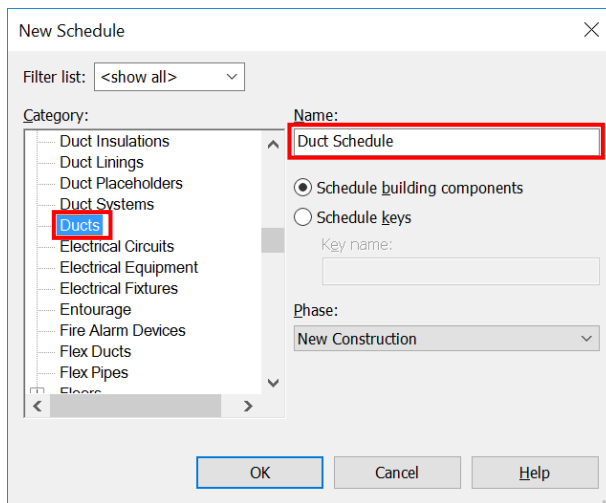 New Schedule
Filter list: <show all>
Category:
Duct Insulations
Duct Linings
Duct Placeholders
Duct Systems
Ducts
Electrical Circuits
Electrical Equipment
Electrical Fixtures
Entourage
Fire Alarm Devices
Flex Ducts
Flex Pipes
Floors
Name:
Duct Schedule
Schedule building components
Schedule keys
Key name:
Phase:
New Construction
OK Cancel Help